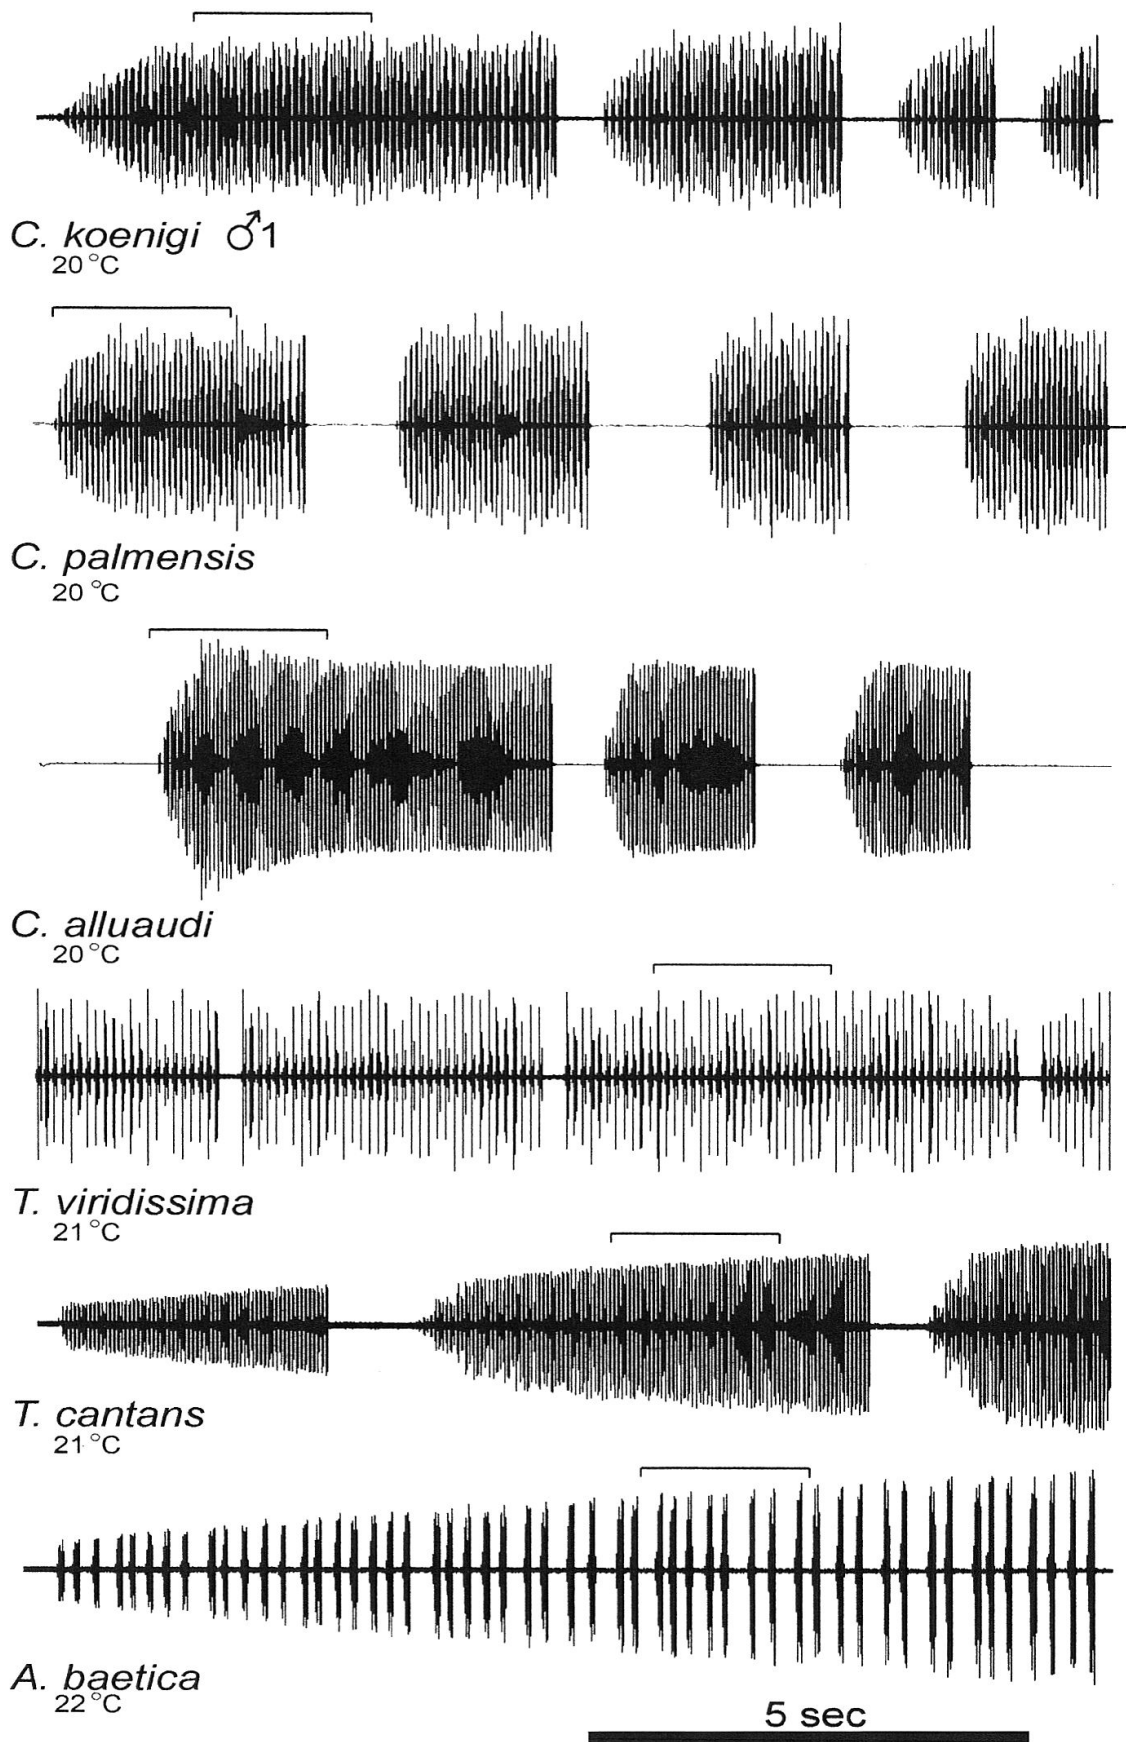 C. koenigi ♂1
20 °C
C. palmensis
20 °C
C. alluaudi
20 °C
T. viridissima
21 °C
T. cantans
21 °C
A. baetica
22 °C
5 sec